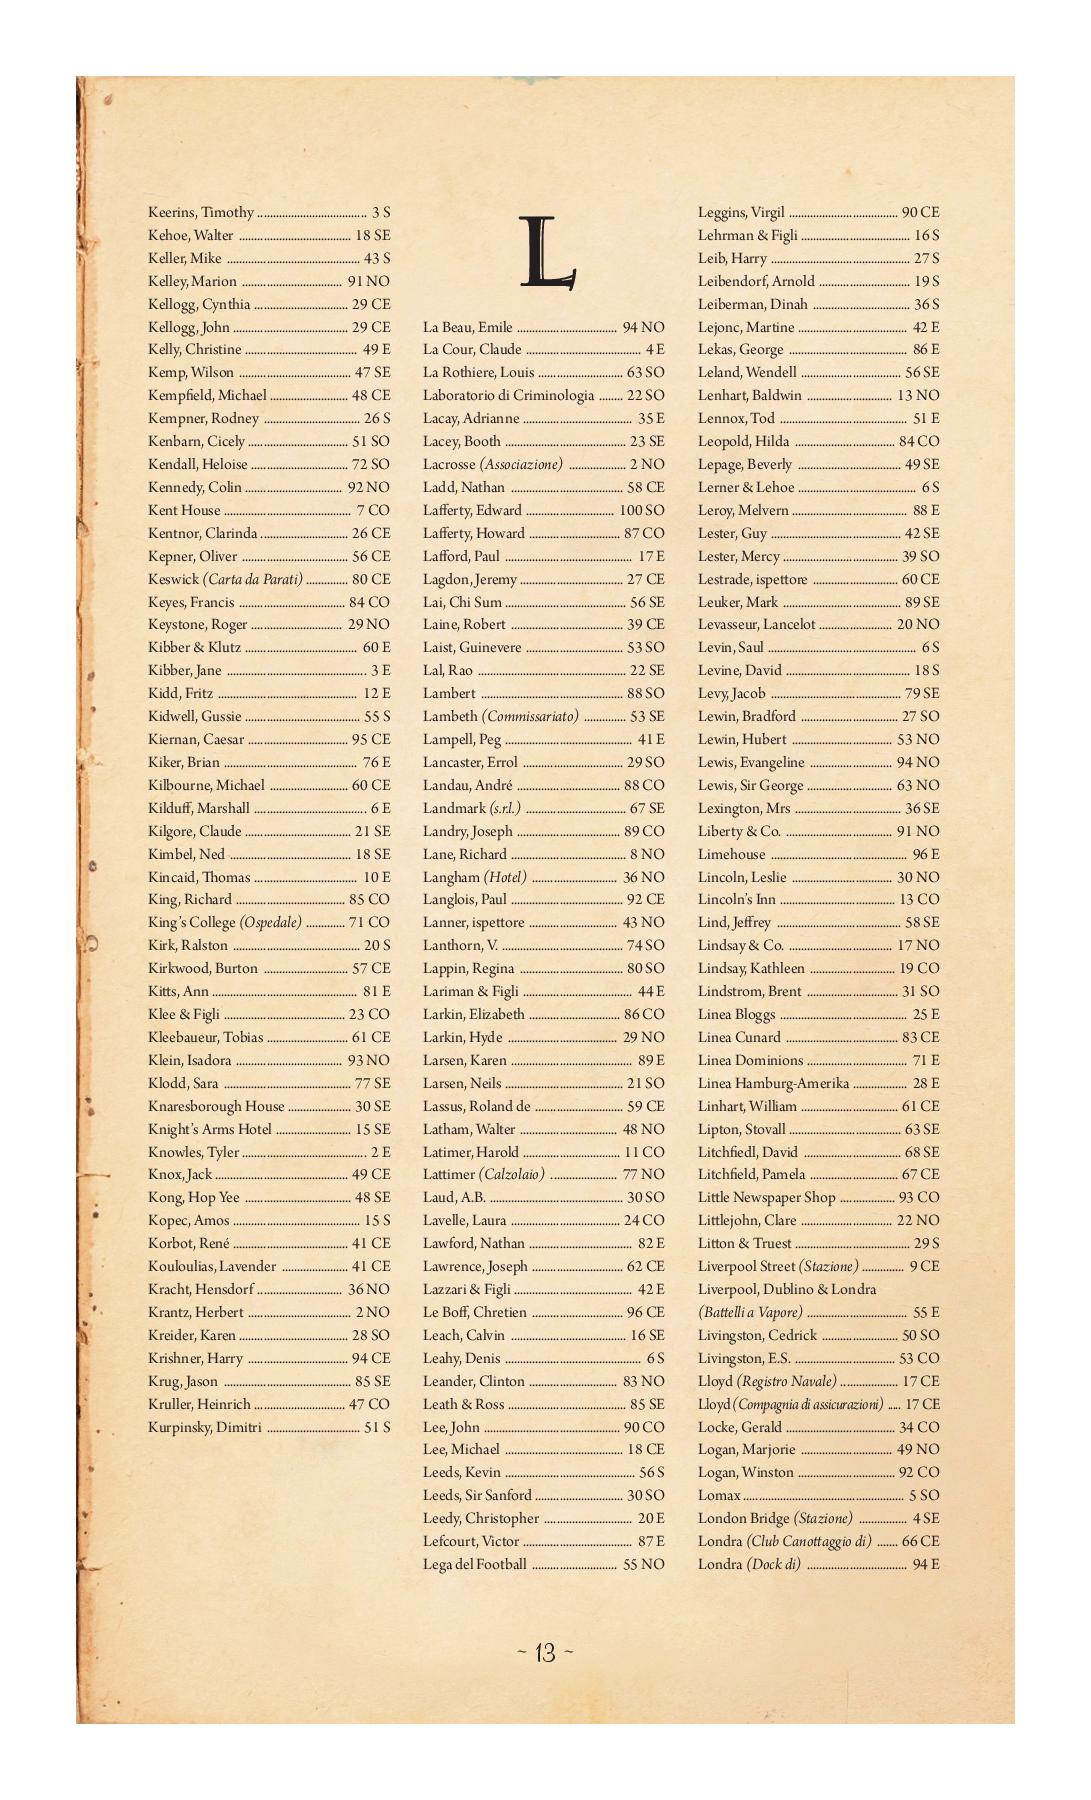 Keerins, Timothy .................................. 3 S
Kehoe, Walter .................................. 18 SE
Keller, Mike .......................................... 43 S
Kelley, Marion ............................... 91 NO
Kellogg, Cynthia ............................. 29 CE
Kellogg, John ................................... 29 CE
Kelly, Christine .................................. 49 E
Kemp, Wilson .................................. 47 SE
Kempfield, Michael ........................ 48 CE
Kempner, Rodney ............................... 26 S
Kenbarn, Cicely ............................... 51 SO
Kendall, Heloise .............................. 72 SO
Kennedy, Colin .............................. 92 NO
Kent House ...................................... 7 CO
Kentnor, Clarinda ........................... 26 CE
Kepner, Oliver ................................. 56 CE
Keswick (Carta da Parati) ............. 80 CE
Keyes, Francis ................................. 84 CO
Keystone, Roger ............................ 29 NO
Kibber & Klutz .................................. 60 E
Kibber, Jane ........................................... 3 E
Kidd, Fritz ........................................... 12 E
Kidwell, Gussie ................................... 55 S
Kiernan, Caesar ............................... 95 CE
Kiker, Brian ........................................ 76 E
Kilbourne, Michael ........................ 60 CE
Kilduff, Marshall ................................... 6 E
Kilgore, Claude ................................ 21 SE
Kimbel, Ned ..................................... 18 SE
Kincaid, Thomas ................................ 10 E
King, Richard .................................. 85 CO
King's College (Ospedale) ............ 71 CO
Kirk, Ralston ....................................... 20 S
Kirkwood, Burton .......................... 57 CE
Kitts, Ann ............................................ 81 E
Klee & Figli ...................................... 23 CO
Kleebaueur, Tobias ......................... 61 CE
Klein, Isadora ................................. 93 NO
Klodd, Sara ....................................... 77 SE
Knaresborough House ................... 30 SE
Knight's Arms Hotel ....................... 15 SE
Knowles, Tyler ...................................... 2 E
Knox, Jack ......................................... 49 CE
Kong, Hop Yee ................................. 48 SE
Kopec, Amos ....................................... 15 S
Korbot, René .................................... 41 CE
Kouloulias, Lavender .................... 41 CE
Kracht, Hensdorf .......................... 36 NO
Krantz, Herbert ................................ 2 NO
Kreider, Karen ................................. 28 SO
Krishner, Harry ............................... 94 CE
Krug, Jason ....................................... 85 SE
Kruller, Heinrich ............................. 47 CO
Kurpinsky, Dimitri ............................ 51 S
L
La Beau, Emile ............................... 94 NO
La Cour, Claude ................................... 4 E
La Rothiere, Louis ......................... 63 SO
Laboratorio di Criminologia ....... 22 SO
Lacay, Adrianne ................................. 35 E
Lacey, Booth ..................................... 23 SE
Lacrosse (Associazione) ................. 2 NO
Ladd, Nathan .................................. 58 CE
Lafferty, Edward ........................... 100 SO
Lafferty, Howard ............................. 87 CO
Lafford, Paul ...................................... 17 E
Lagdon, Jeremy ............................... 27 CE
Lai, Chi Sum .................................... 56 SE
Laine, Robert .................................. 39 CE
Laist, Guinevere .............................. 53 SO
Lal, Rao ............................................. 22 SE
Lambert ........................................... 88 SO
Lambeth (Commissariato) ............. 53 SE
Lampell, Peg ....................................... 41 E
Lancaster, Errol ............................... 29 SO
Landau, André ................................. 88 CO
Landmark (s.r.l.) .............................. 67 SE
Landry, Joseph ................................. 89 CO
Lane, Richard ................................... 8 NO
Langham (Hotel) .......................... 36 NO
Langlois, Paul ................................... 92 CE
Lanner, ispettore ............................ 43 NO
Lanthorn, V. ..................................... 74 SO
Lappin, Regina ................................ 80 SO
Lariman & Figli .................................. 44 E
Larkin, Elizabeth ............................. 86 CO
Larkin, Hyde .................................. 29 NO
Larsen, Karen ..................................... 89 E
Larsen, Neils .................................... 21 SO
Lassus, Roland de ........................... 59 CE
Latham, Walter ............................... 48 NO
Latimer, Harold ............................... 11 CO
Lattimer (Calzolaio) .................... 77 NO
Laud, A.B. ......................................... 30 SO
Lavelle, Laura .................................. 24 CO
Lawford, Nathan ................................ 82 E
Lawrence, Joseph ............................ 62 CE
Lazzari & Figli ..................................... 42 E
Le Boff, Chretien ............................ 96 CE
Leach, Calvin ................................... 16 SE
Leahy, Denis .......................................... 6 S
Leander, Clinton ........................... 83 NO
Leath & Ross .................................... 85 SE
Lee, John .......................................... 90 CO
Lee, Michael ..................................... 18 CE
Leeds, Kevin ........................................ 56 S
Leeds, Sir Sanford ........................... 30 SO
Leedy, Christopher ............................ 20 E
Lefcourt, Victor .................................. 87 E
Lega del Football .......................... 55 NO
Leggins, Virgil .................................. 90 CE
Lehrman & Figli .................................. 16 S
Leib, Harry .......................................... 27 S
Leibendorf, Arnold ............................ 19 S
Leiberman, Dinah ............................... 36 S
Lejonc, Martine .................................. 42 E
Lekas, George .................................... 86 E
Leland, Wendell ............................... 56 SE
Lenhart, Baldwin ........................... 13 NO
Lennox, Tod ........................................ 51 E
Leopold, Hilda ................................ 84 CO
Lepage, Beverly ................................ 49 SE
Lerner & Lehoe .................................... 6 S
Leroy, Melvern .................................... 88 E
Lester, Guy ........................................ 42 SE
Lester, Mercy .................................... 39 SO
Lestrade, ispettore .......................... 60 CE
Leuker, Mark .................................... 89 SE
Levasseur, Lancelot ...................... 20 NO
Levin, Saul ............................................. 6 S
Levine, David ...................................... 18 S
Levy, Jacob ........................................ 79 SE
Lewin, Bradford ............................... 27 SO
Lewin, Hubert ................................ 53 NO
Lewis, Evangeline .......................... 94 NO
Lewis, Sir George .......................... 63 NO
Lexington, Mrs ................................. 36 SE
Liberty & Co. .................................. 91 NO
Limehouse ........................................... 96 E
Lincoln, Leslie ................................ 30 NO
Lincoln's Inn .................................... 13 CO
Lind, Jeffrey ...................................... 58 SE
Lindsay & Co. ................................. 17 NO
Lindsay, Kathleen .......................... 19 CO
Lindstrom, Brent ............................ 31 SO
Linea Bloggs ....................................... 25 E
Linea Cunard ................................... 83 CE
Linea Dominions ............................... 71 E
Linea Hamburg-Amerika ................. 28 E
Linhart, William .............................. 61 CE
Lipton, Stovall .................................. 63 SE
Litchfiedl, David .............................. 68 SE
Litchfield, Pamela ........................... 67 CE
Little Newspaper Shop ................. 93 CO
Littlejohn, Clare ............................. 22 NO
Litton & Truest .................................... 29 S
Liverpool Street (Stazione) ............. 9 CE
Liverpool, Dublino & Londra
(Battelli a Vapore) ............................... 55 E
Livingston, Cedrick ........................ 50 SO
Livingston, E.S. ............................... 53 CO
Lloyd (Registro Navale) .................. 17 CE
Lloyd (Compagnia di assicurazioni) .... 17 CE
Locke, Gerald .................................. 34 CO
Logan, Marjorie ............................. 49 NO
Logan, Winston .............................. 92 CO
Lomax .................................................. 5 SO
London Bridge (Stazione) ............... 4 SE
Londra (Club Canottaggio di) ....... 66 CE
Londra (Dock di) ............................... 94 E
~ 13 ~